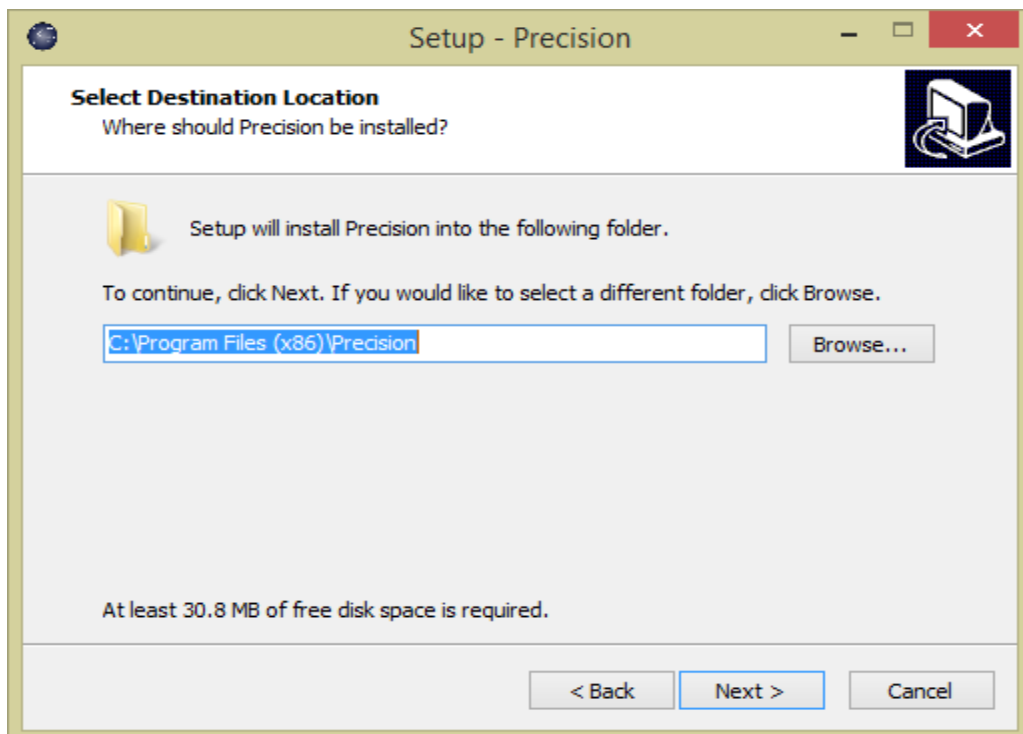 Setup - Precision
Select Destination Location
Where should Precision be installed?
Setup will install Precision into the following folder.
To continue, click Next. If you would like to select a different folder, click Browse.
C:\Program Files (x86)\Precision
Browse...
At least 30.8 MB of free disk space is required.
< Back
Next >
Cancel